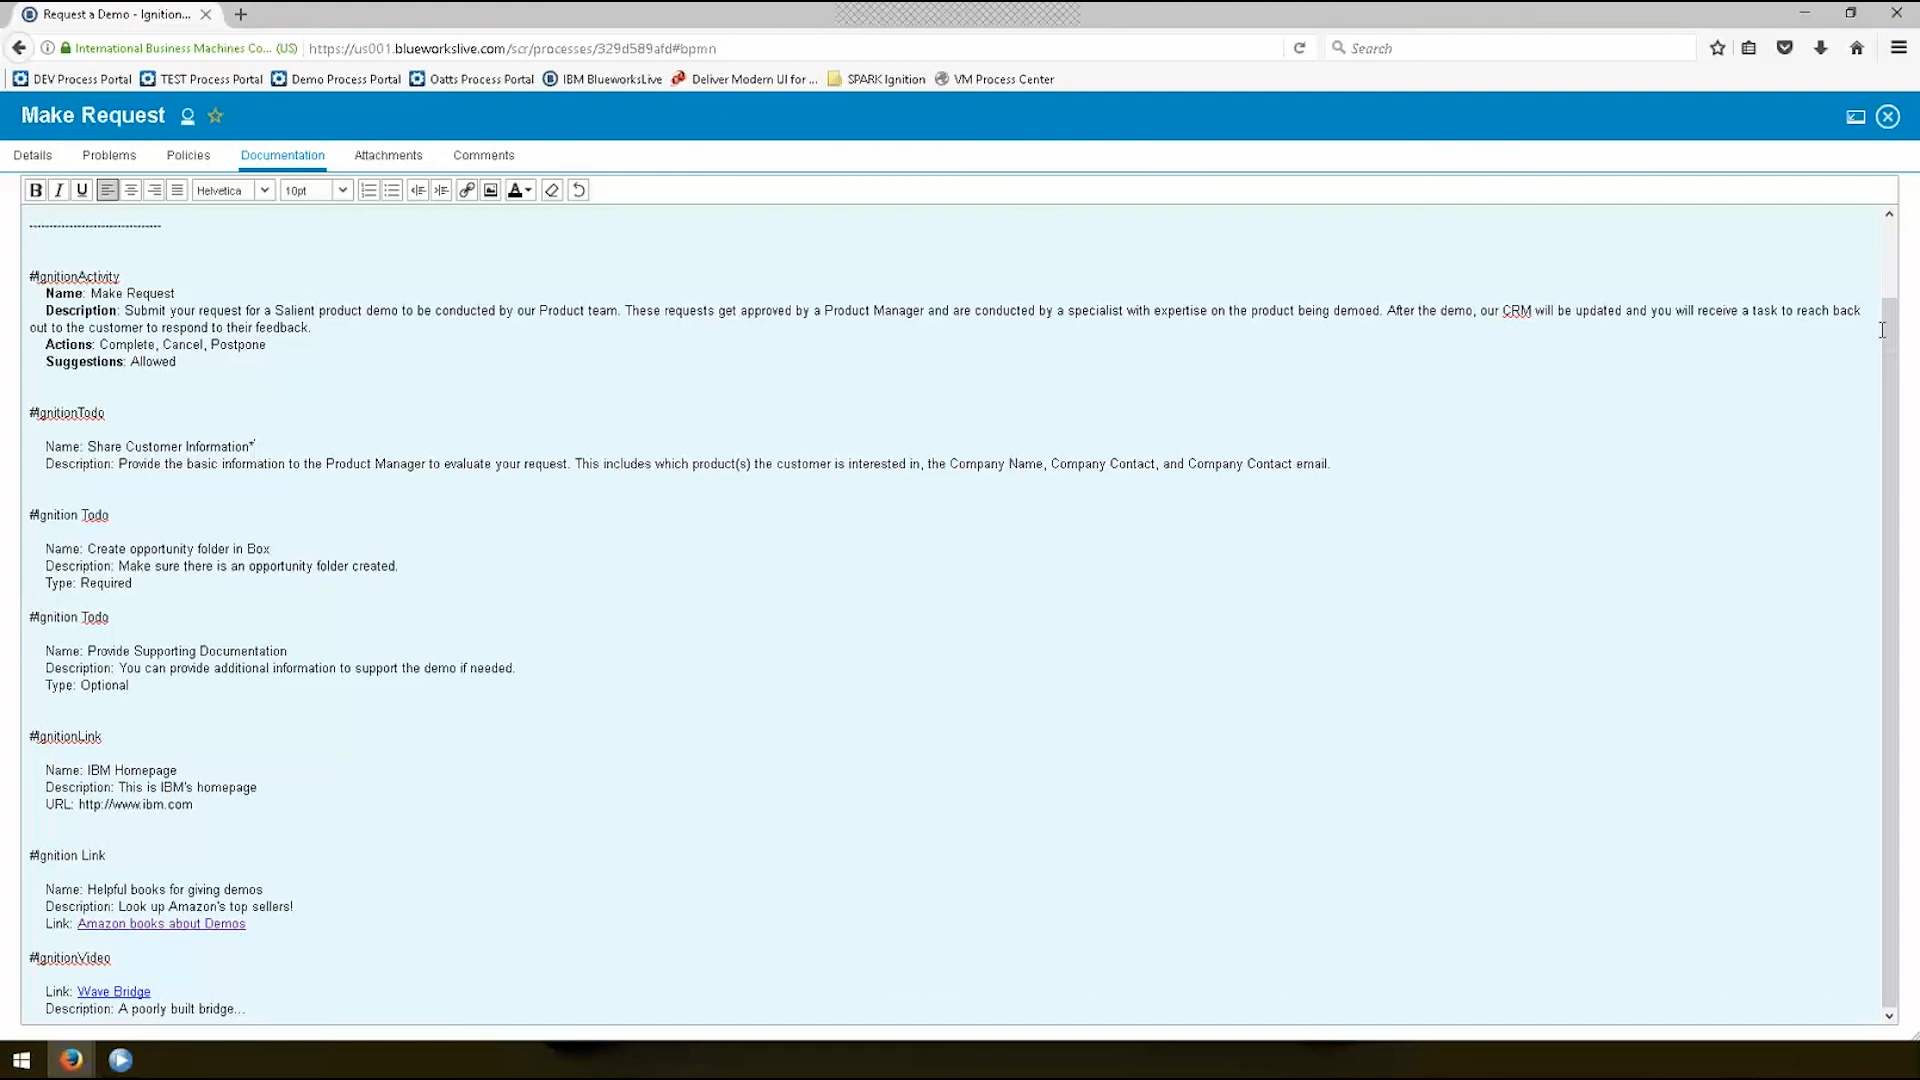 Request a Demo - Ignition...
International Business Machines Co... (US) https://us001.blueworkslive.com/scr/processes/329d589afd#bpmn Search
DEV Process Portal TEST Process Portal Demo Process Portal Oatts Process Portal IBM BlueworksLive Deliver Modern UI for ... SPARK Ignition VM Process Center
Make Request
Details Problems Policies Documentation Attachments Comments
B I U Helvetica 10pt A
---------------------------------
#IgnitionActivity
Name: Make Request
Description: Submit your request for a Salient product demo to be conducted by our Product team. These requests get approved by a Product Manager and are conducted by a specialist with expertise on the product being demoed. After the demo, our CRM will be updated and you will receive a task to reach back
out to the customer to respond to their feedback.
Actions: Complete, Cancel, Postpone
Suggestions: Allowed
#IgnitionTodo
Name: Share Customer Information*
Description: Provide the basic information to the Product Manager to evaluate your request. This includes which product(s) the customer is interested in, the Company Name, Company Contact, and Company Contact email.
#Ignition Todo
Name: Create opportunity folder in Box
Description: Make sure there is an opportunity folder created.
Type: Required
#Ignition Todo
Name: Provide Supporting Documentation
Description: You can provide additional information to support the demo if needed.
Type: Optional
#IgnitionLink
Name: IBM Homepage
Description: This is IBM's homepage
URL: http://www.ibm.com
#Ignition Link
Name: Helpful books for giving demos
Description: Look up Amazon's top sellers!
Link: Amazon books about Demos
#IgnitionVideo
Link: Wave Bridge
Description: A poorly built bridge...